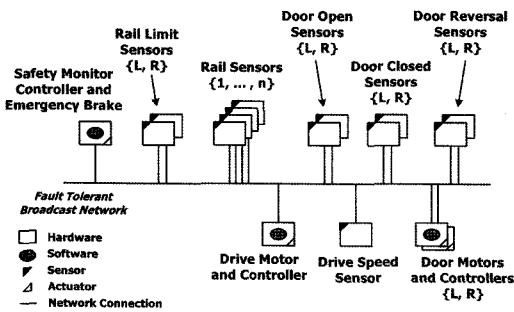 Rail Limit
Sensors
{L, R}
Safety Monitor
Controller and
Emergency Brake
Rail Sensors
{1, ... , n}
Door Open
Sensors
{L, R}
Door Closed
Sensors
{L, R}
Door Reversal
Sensors
{L, R}
Fault Tolerant
Broadcast Network
Hardware
Software
Sensor
Actuator
Network Connection
Drive Motor
and Controller
Drive Speed
Sensor
Door Motors
and Controllers
{L, R}